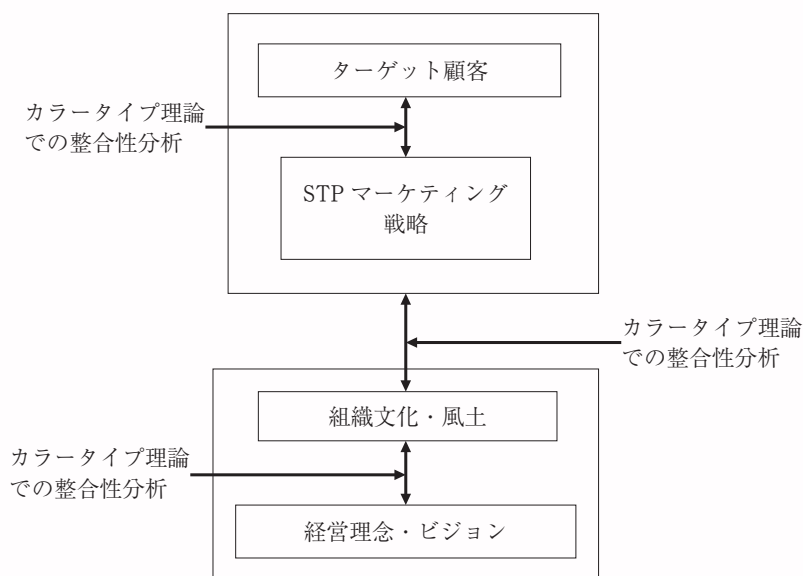 ターゲット顧客
カラータイプ理論
での整合性分析
STP マーケティング
戦略
カラータイプ理論
での整合性分析
組織文化・風土
カラータイプ理論
での整合性分析
経営理念・ビジョン